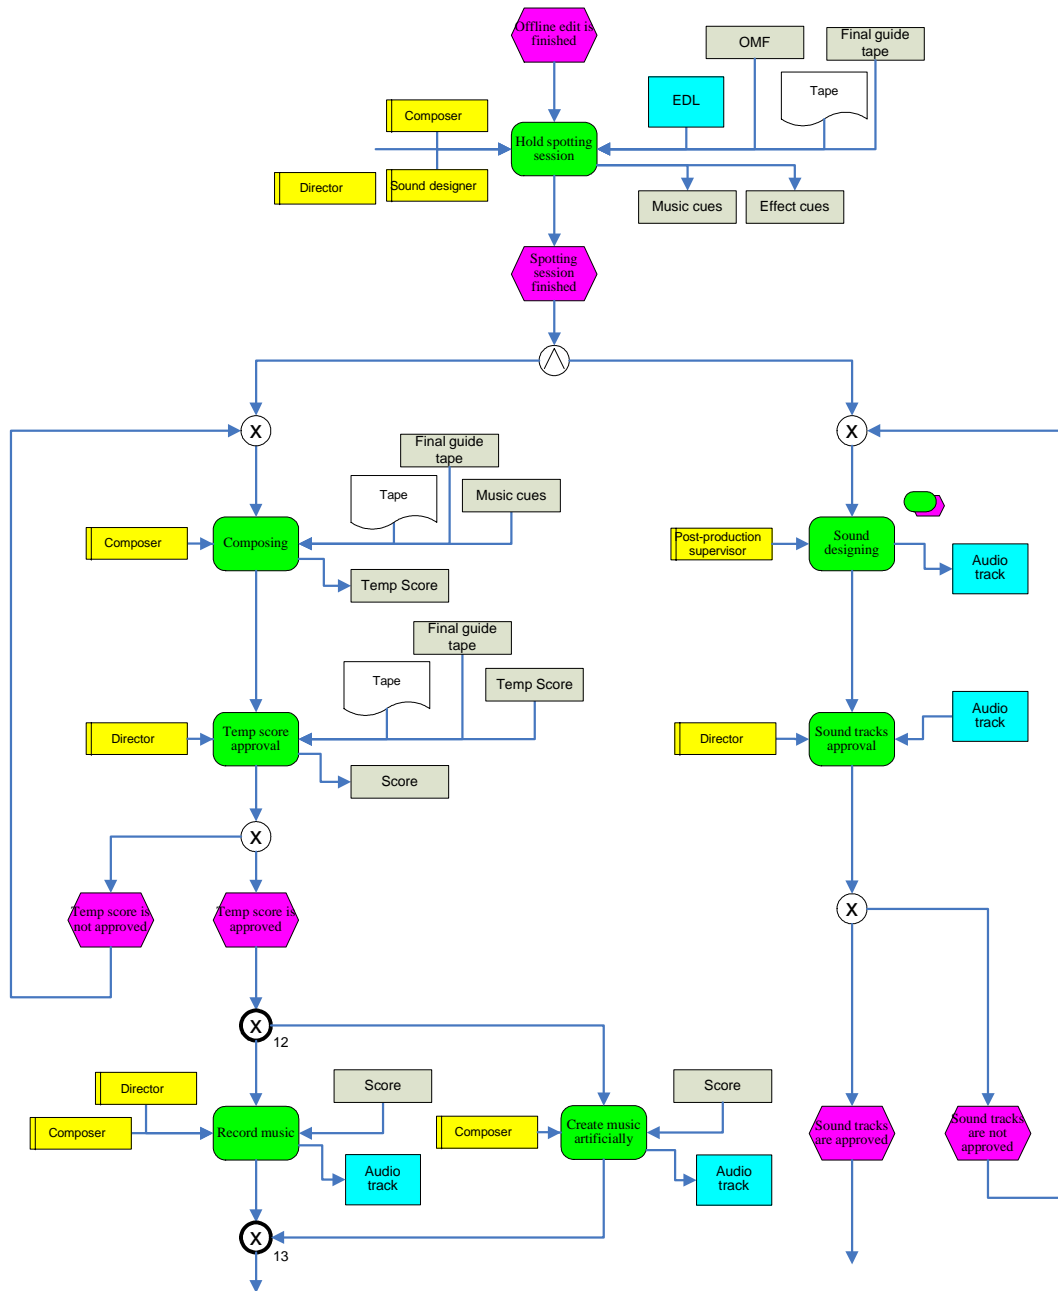 Offline edit is
finished
OMF
Final guide
tape
EDL
Tape
Composer
Hold spotting
session
Director
Sound designer
Music cues
Effect cues
Spotting
session
finished
X
X
Final guide
tape
Tape
Music cues
Composer
Composing
Post-production
supervisor
Sound
designing
Audio
track
Temp Score
Final guide
tape
Tape
Temp Score
Director
Temp score
approval
Director
Sound tracks
approval
Audio
track
Score
X
Temp score is
not approved
Temp score is
approved
X
X
12
Director
Composer
Record music
Score
Audio
track
Composer
Create music
artificially
Score
Audio
track
Sound tracks
are approved
Sound tracks
are not
approved
X
13